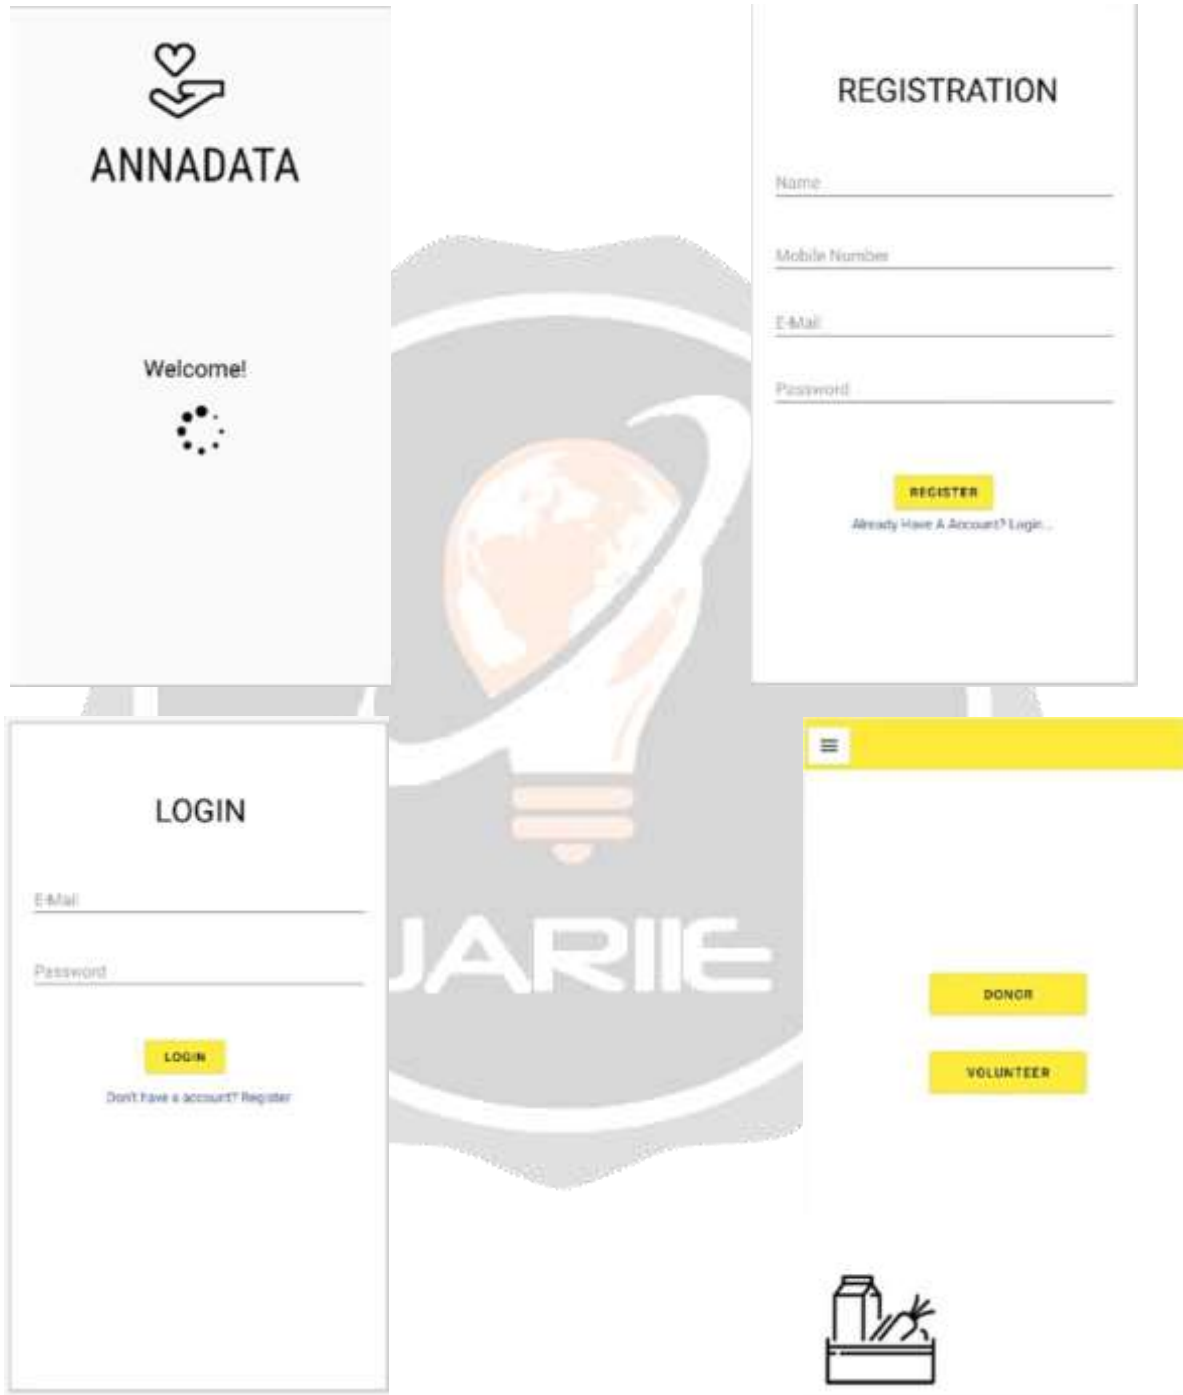 ANNADATA
Welcome!
REGISTRATION
Name
Mobile Number
E-Mail
Password
REGISTER
Already Have A Account? Login...
LOGIN
E-Mail
Password
LOGIN
Don't have a account? Register
DONOR
VOLUNTEER
IJARIIE